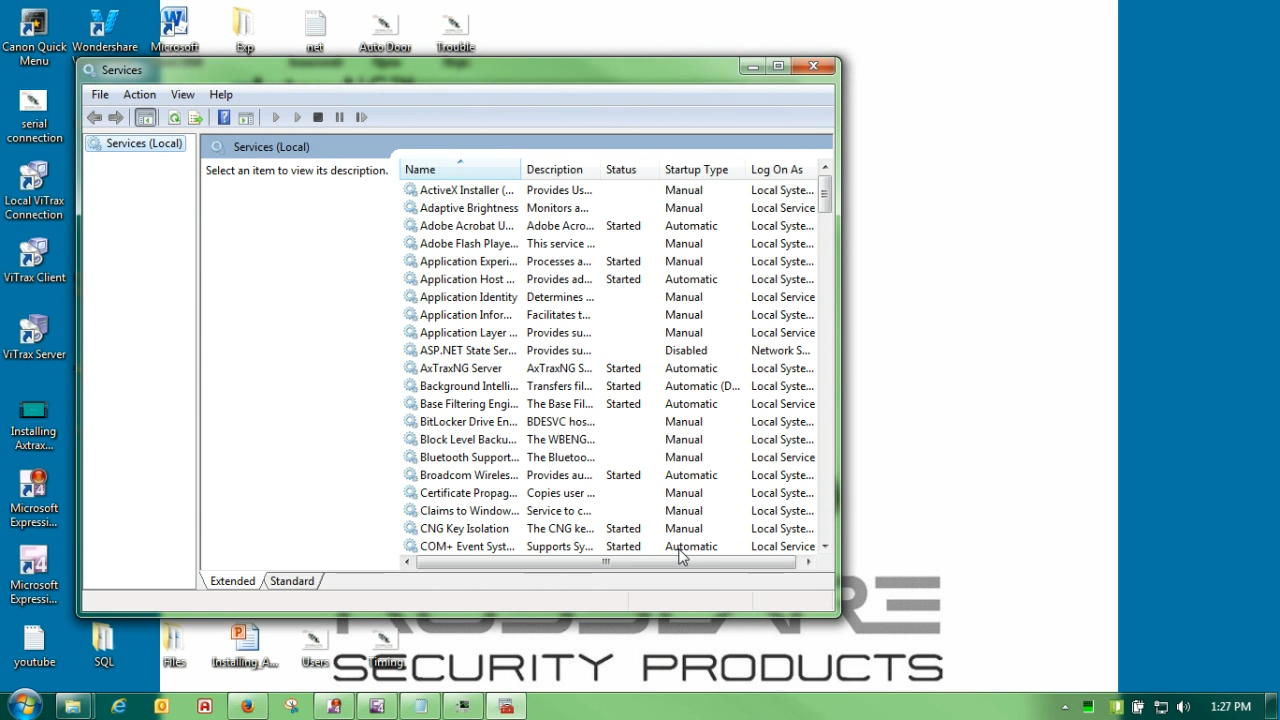 Canon Quick Menu
Wondershare
Microsoft
Exp
net
Auto Door
Trouble
Services
File Action View Help
serial connection
Services (Local)
Services (Local)
Select an item to view its description.
Name Description Status Startup Type Log On As
ActiveX Installer (... Provides Us... Manual Local Syste...
Adaptive Brightness Monitors a... Manual Local Service
Adobe Acrobat U... Adobe Acro... Started Automatic Local Syste...
Adobe Flash Playe... This service ... Manual Local Syste...
Application Experi... Processes a... Started Manual Local Syste...
Application Host ... Provides ad... Started Automatic Local Syste...
Application Identity Determines ... Manual Local Service
Application Infor... Facilitates t... Manual Local Syste...
Application Layer ... Provides su... Manual Local Service
ASP.NET State Ser... Provides su... Disabled Network S...
AxTraxNG Server AxTraxNG S... Started Automatic Local Syste...
Background Intelli... Transfers fil... Started Automatic (D... Local Syste...
Base Filtering Engi... The Base Fil... Started Automatic Local Service
BitLocker Drive En... BDESVC hos... Manual Local Syste...
Block Level Backu... The WBENG... Manual Local Syste...
Bluetooth Support... The Bluetoo... Manual Local Service
Broadcom Wireles... Provides au... Started Automatic Local Syste...
Certificate Propag... Copies user ... Manual Local Syste...
Claims to Window... Service to c... Manual Local Syste...
CNG Key Isolation The CNG ke... Started Manual Local Syste...
COM+ Event Syst... Supports Sy... Started Automatic Local Service
Extended Standard
Local ViTrax Connection
ViTrax Client
ViTrax Server
Installing Axtrax...
Microsoft Expressi...
Microsoft Expressi...
youtube
SQL
Files
Installing_A...
Users
Timing
SECURITY PRODUCTS
1:27 PM